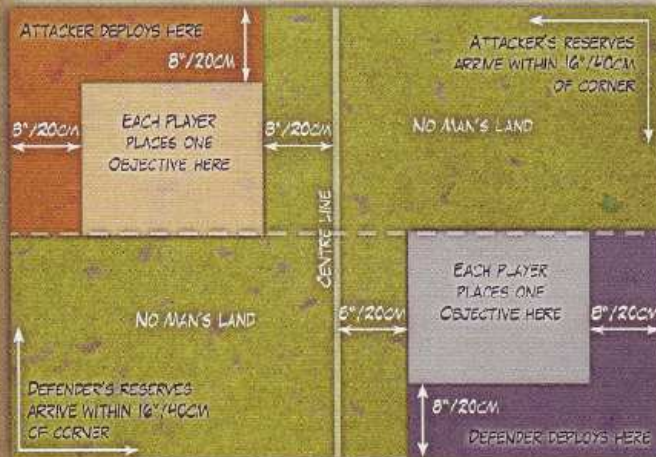 ATTACKER DEPLOYS HERE
8"/20CM
ATTACKER'S RESERVES
ARRIVE WITHIN 16"/40CM
OF CORNER
8"/20CM
EACH PLAYER
PLACES ONE
OBJECTIVE HERE
8"/20CM
NO MAN'S LAND
CENTRE LINE
NO MAN'S LAND
8"/20CM
EACH PLAYER
PLACES ONE
OBJECTIVE HERE
8"/20CM
DEFENDER'S RESERVES
ARRIVE WITHIN 16"/40CM
OF CORNER
8"/20CM
DEFENDER DEPLOYS HERE